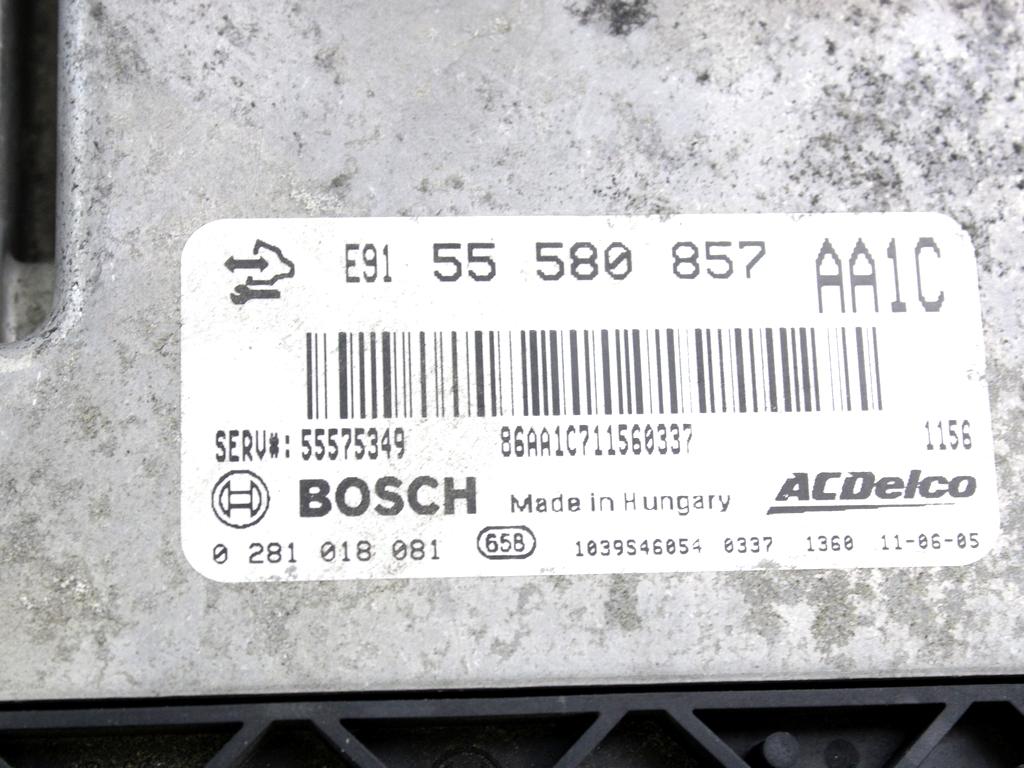 E91 55 580 857 AA1C
SERV#: 55575349 86AA1C711560337 1156
BOSCH Made in Hungary ACDelco
0 281 018 081 65B 1039S46054 0337 1360 11-06-05